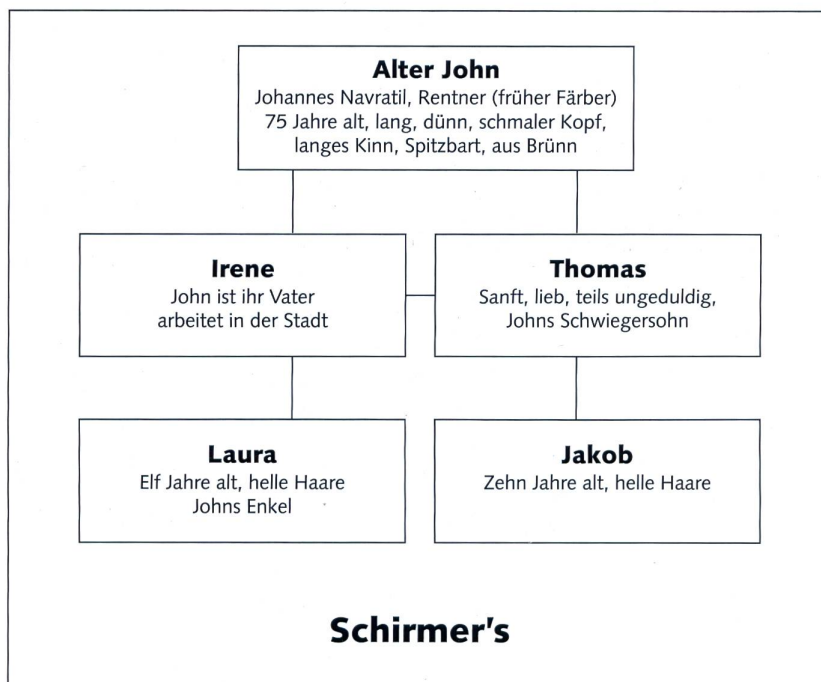 Alter John
Johannes Navratil, Rentner (früher Färber)
75 Jahre alt, lang, dünn, schmaler Kopf,
langes Kinn, Spitzbart, aus Brünn
Irene
John ist ihr Vater
arbeitet in der Stadt
Thomas
Sanft, lieb, teils ungeduldig,
Johns Schwiegersohn
Laura
Elf Jahre alt, helle Haare
Johns Enkel
Jakob
Zehn Jahre alt, helle Haare
Schirmer's